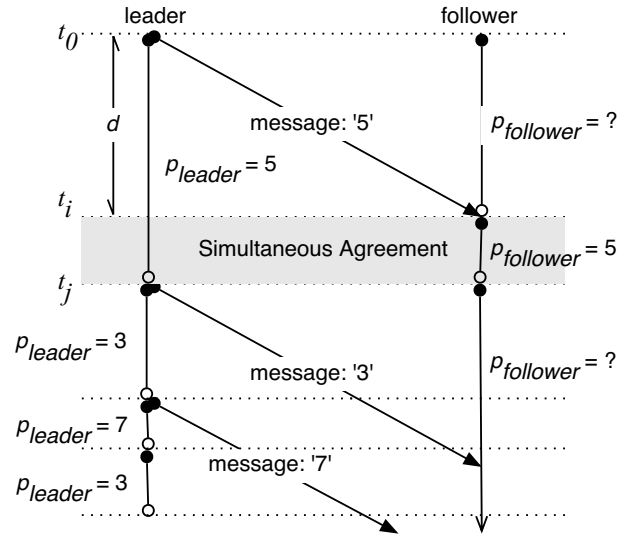 leader follower
t0
d
message: '5'
pfollower = ?
pleader = 5
ti
Simultaneous Agreement
pfollower = 5
tj
pleader = 3
message: '3'
pfollower = ?
pleader = 7
message: '7'
pleader = 3